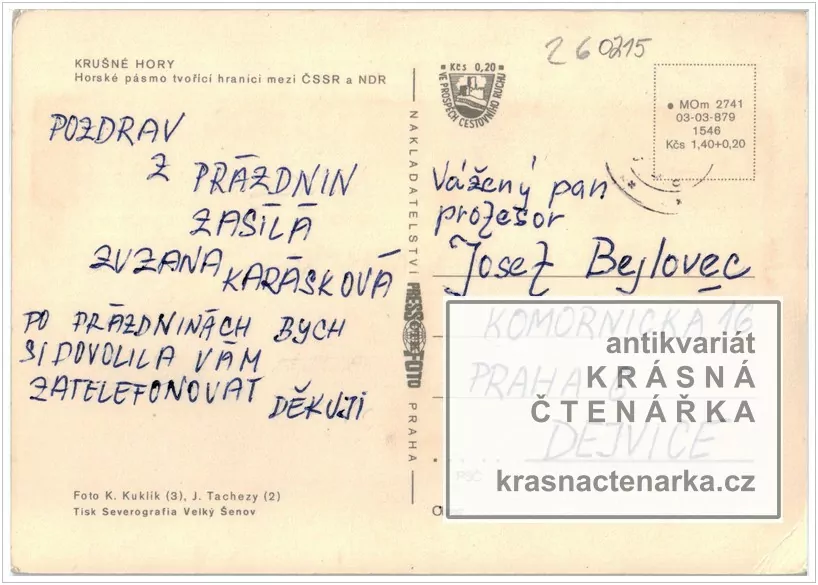 KRUŠNÉ HORY
Horské pásmo tvořící hranici mezi ČSSR a NDR
260215
Kčs 0,20
VE PROSPĚCH CESTOVNÍHO RUCHU
MOm 2741
03-03-879
1546
Kčs 1,40+0,20
POZDRAV
Z PRÁZDNIN
ZASÍLÁ
ZUZANA KARÁSKOVÁ
PO PRÁZDNINÁCH BYCH
SI DOVOLILA VÁM
ZATELEFONOVAT
DĚKUJI
NAKLADATELSTVÍ PRESSFOTO PRAHA
Vážený pan
profesor
Josef Bejlovec
KOMORNICKA 16
PRAHA 6
DEJVICE
PSČ
antikvariát
KRÁSNÁ
ČTENÁŘKA
krasnactenarka.cz
Foto K. Kuklík (3), J. Tachezy (2)
Tisk Severografia Velký Šenov